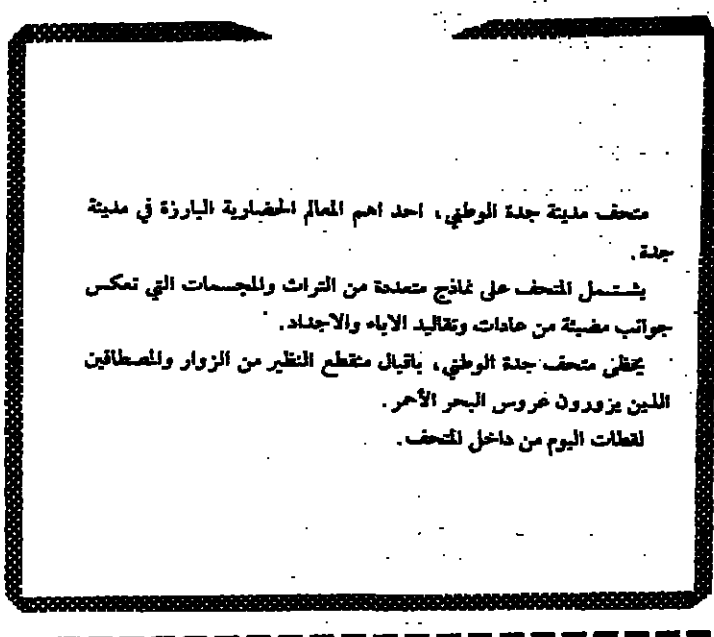 متحف مدينة جدة الوطني، احد اهم المعالم الحضارية البارزة في مدينة
جدة.
يشتمل المتحف على نماذج متعددة من التراث والمجسمات التي تعكس
جوانب مضيئة من عادات وتقاليد الاباء والاجداد.
يحظى متحف جدة الوطني، باقبال منقطع النظير من الزوار والمصطافين
الذين يزورون عروس البحر الأحمر.
لقطات اليوم من داخل المتحف.